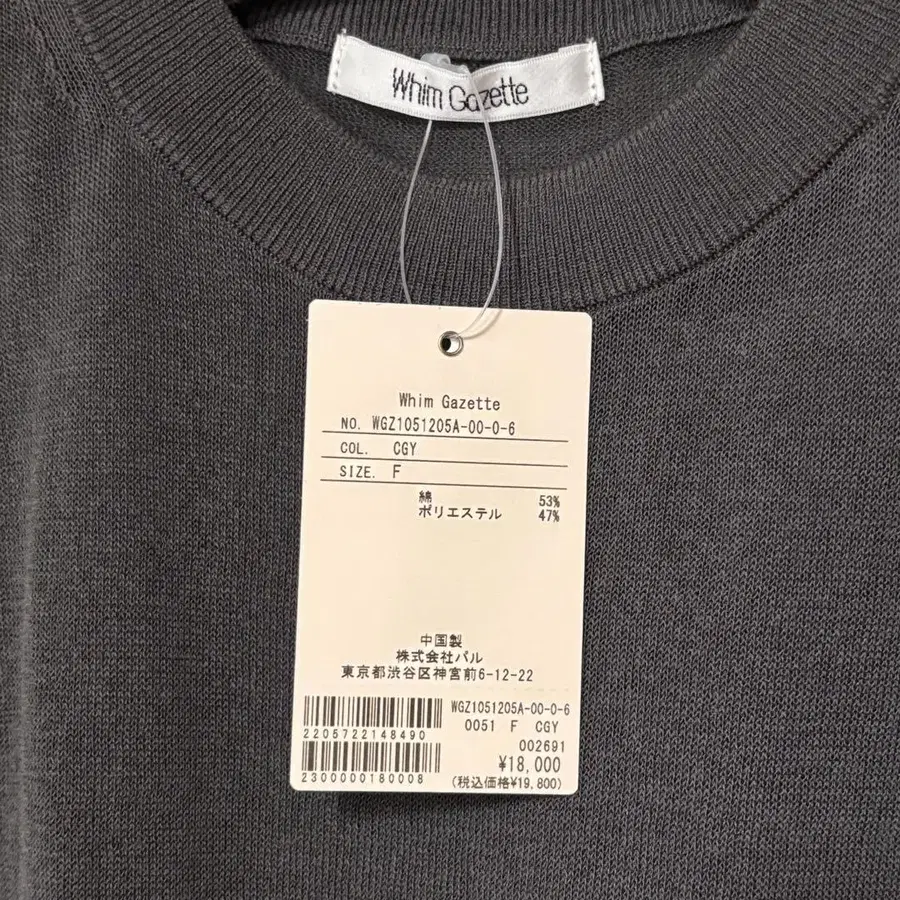 Whim Gazette
Whim Gazette
NO. WGZ1051205A-00-0-6
COL. CGY
SIZE. F
綿 53%
ポリエステル 47%
中国製
株式会社パル
東京都渋谷区神宮前6-12-22
WGZ1051205A-00-0-6
0051 F CGY
2205722148490
002691
¥18,000
2300000180008
(税込価格¥19,800)